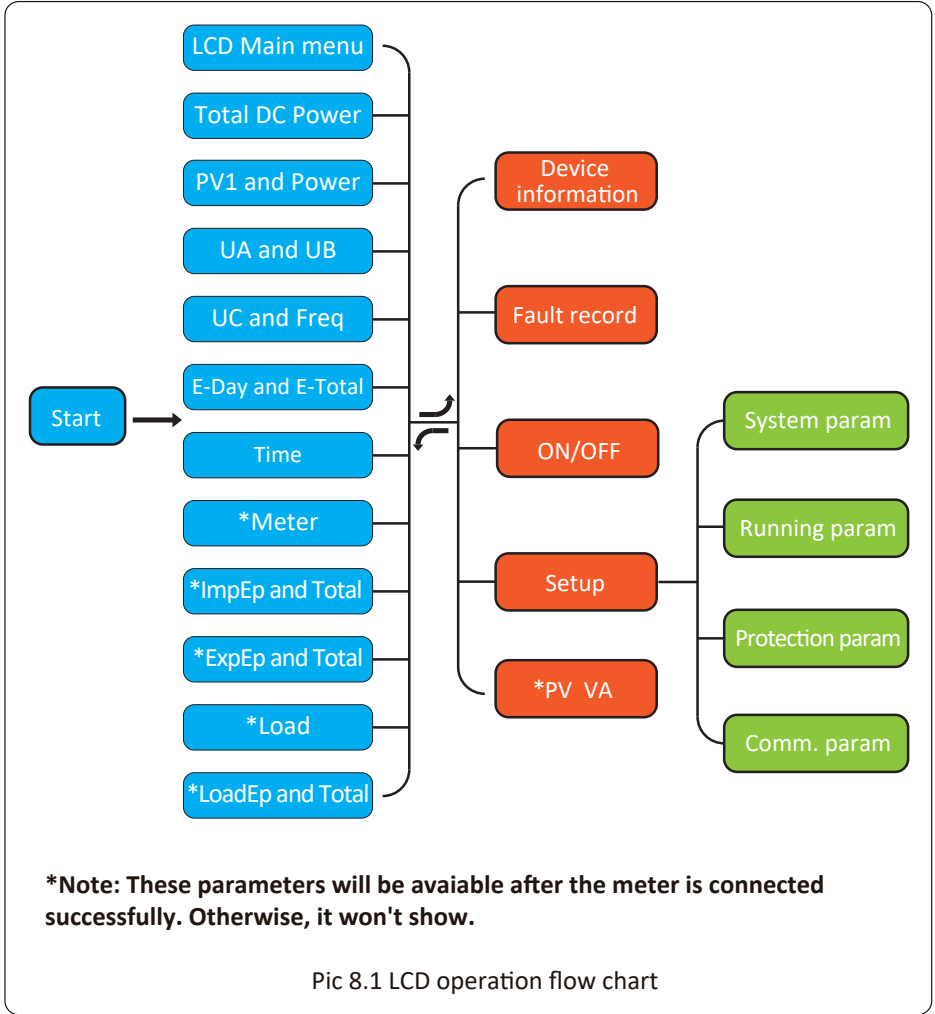 Start
LCD Main menu
Total DC Power
PV1 and Power
UA and UB
UC and Freq
E-Day and E-Total
Time
*Meter
*ImpEp and Total
*ExpEp and Total
*Load
*LoadEp and Total
Device
information
Fault record
ON/OFF
Setup
*PV VA
System param
Running param
Protection param
Comm. param
*Note: These parameters will be avaiable after the meter is connected
successfully. Otherwise, it won't show.
Pic 8.1 LCD operation flow chart